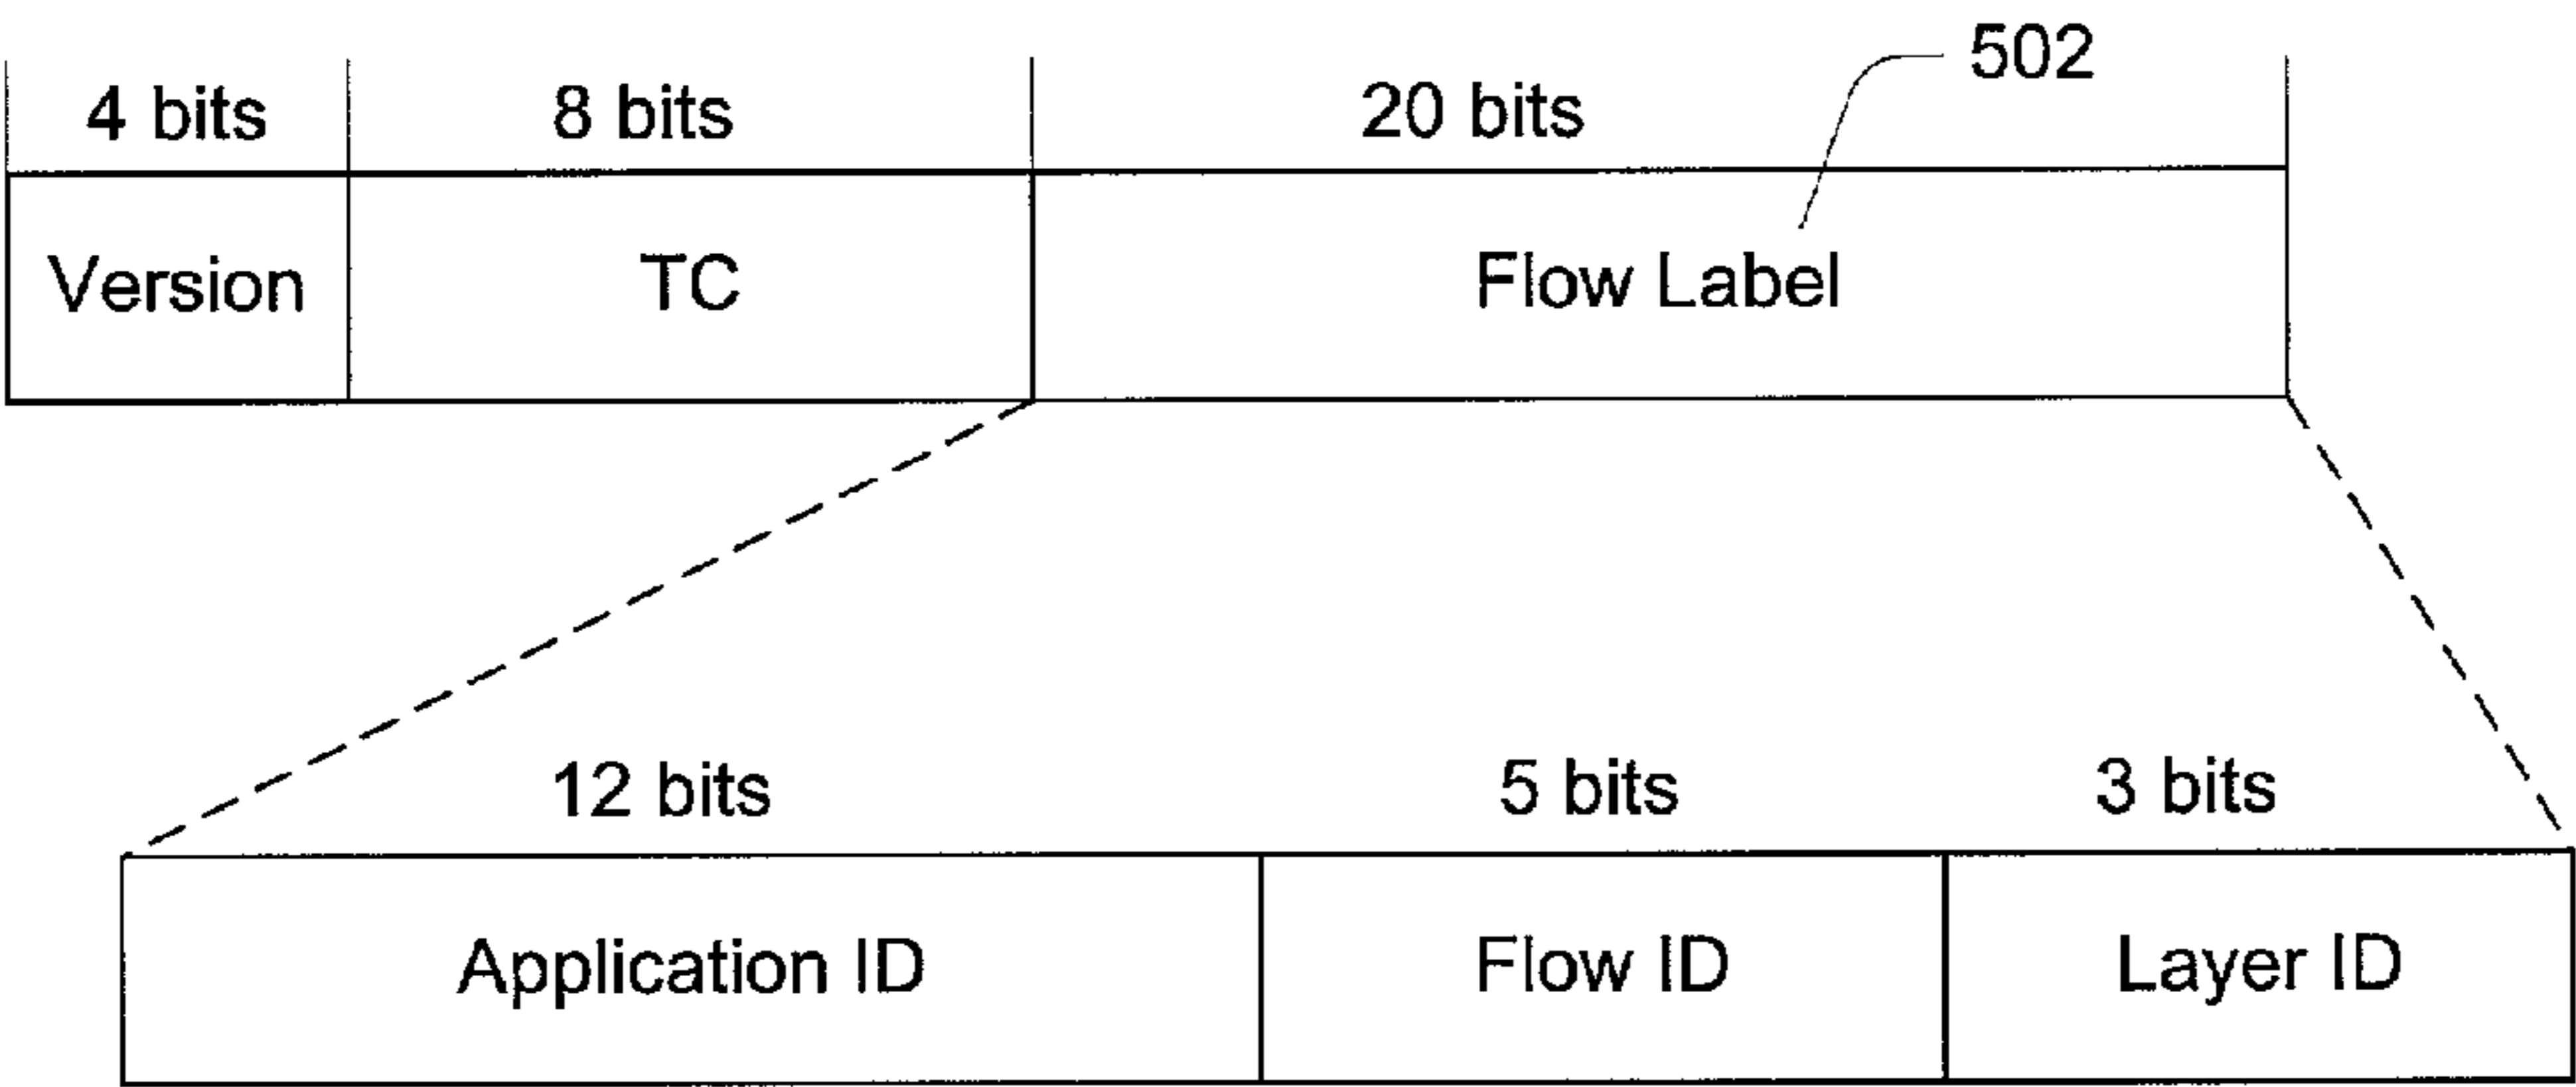 502
4 bits 8 bits 20 bits
Version TC Flow Label
12 bits 5 bits 3 bits
Application ID Flow ID Layer ID